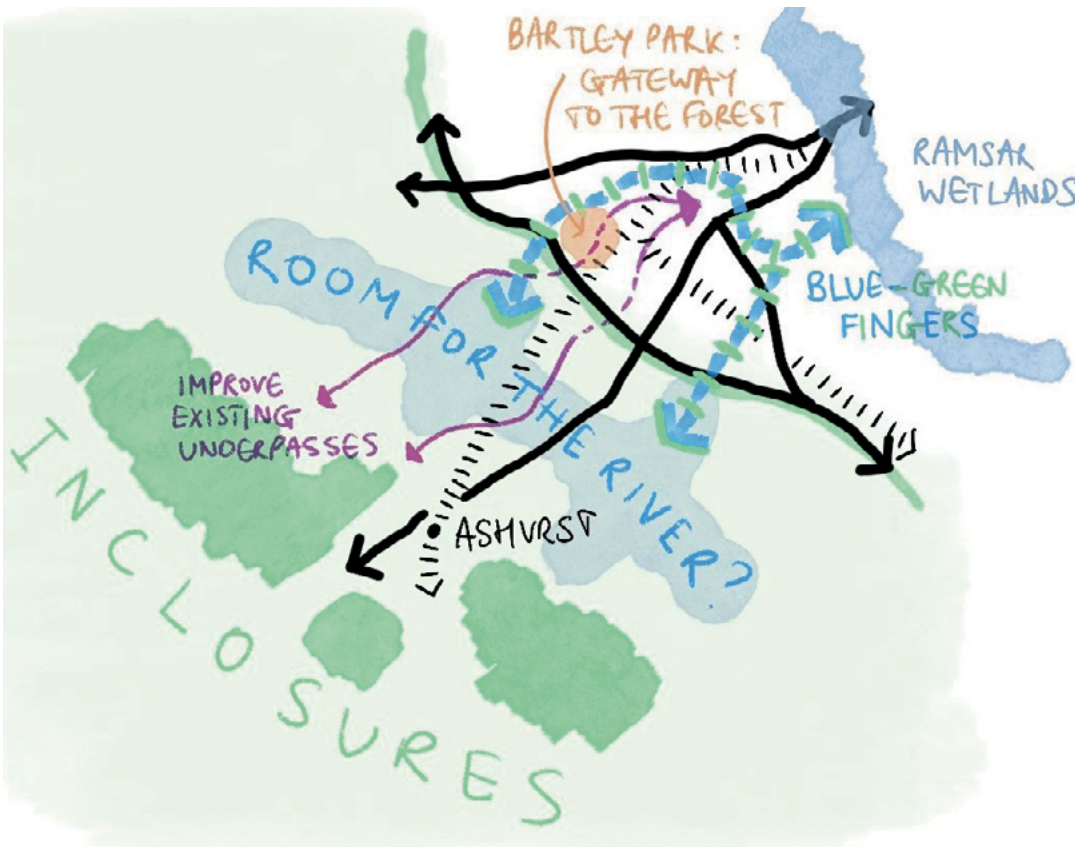 BARTLEY PARK:
GATEWAY
TO THE FOREST
RAMSAR
WETLANDS
BLUE-GREEN
FINGERS
ROOM FOR THE RIVER?
IMPROVE
EXISTING
UNDERPASSES
ASHURST
INCLOSURES